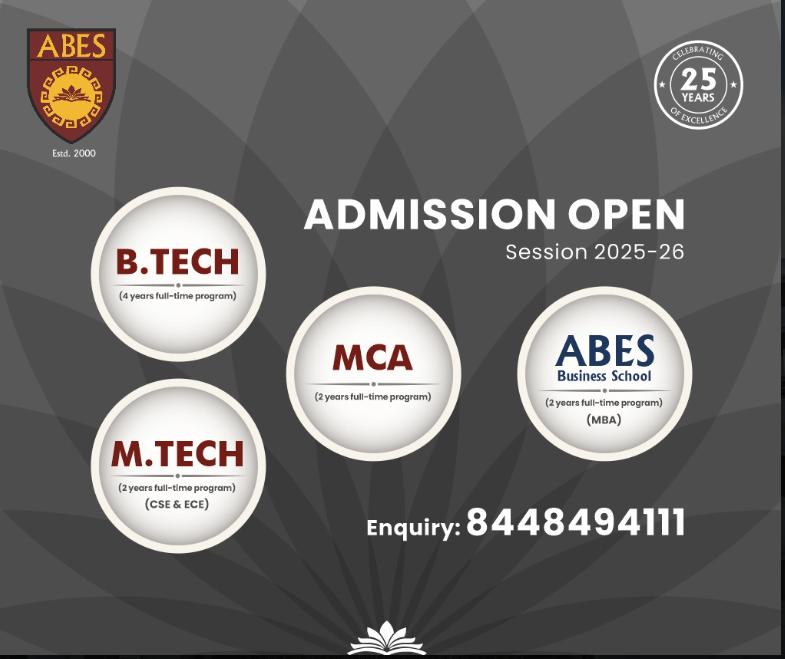 ABES
Estd. 2000
CELEBRATING
25
YEARS
OF EXCELLENCE
ADMISSION OPEN
Session 2025-26
B.TECH
(4 years full-time program)
MCA
(2 years full-time program)
ABES
Business School
(2 years full-time program)
(MBA)
M.TECH
(2 years full-time program)
(CSE & ECE)
Enquiry: 8448494111